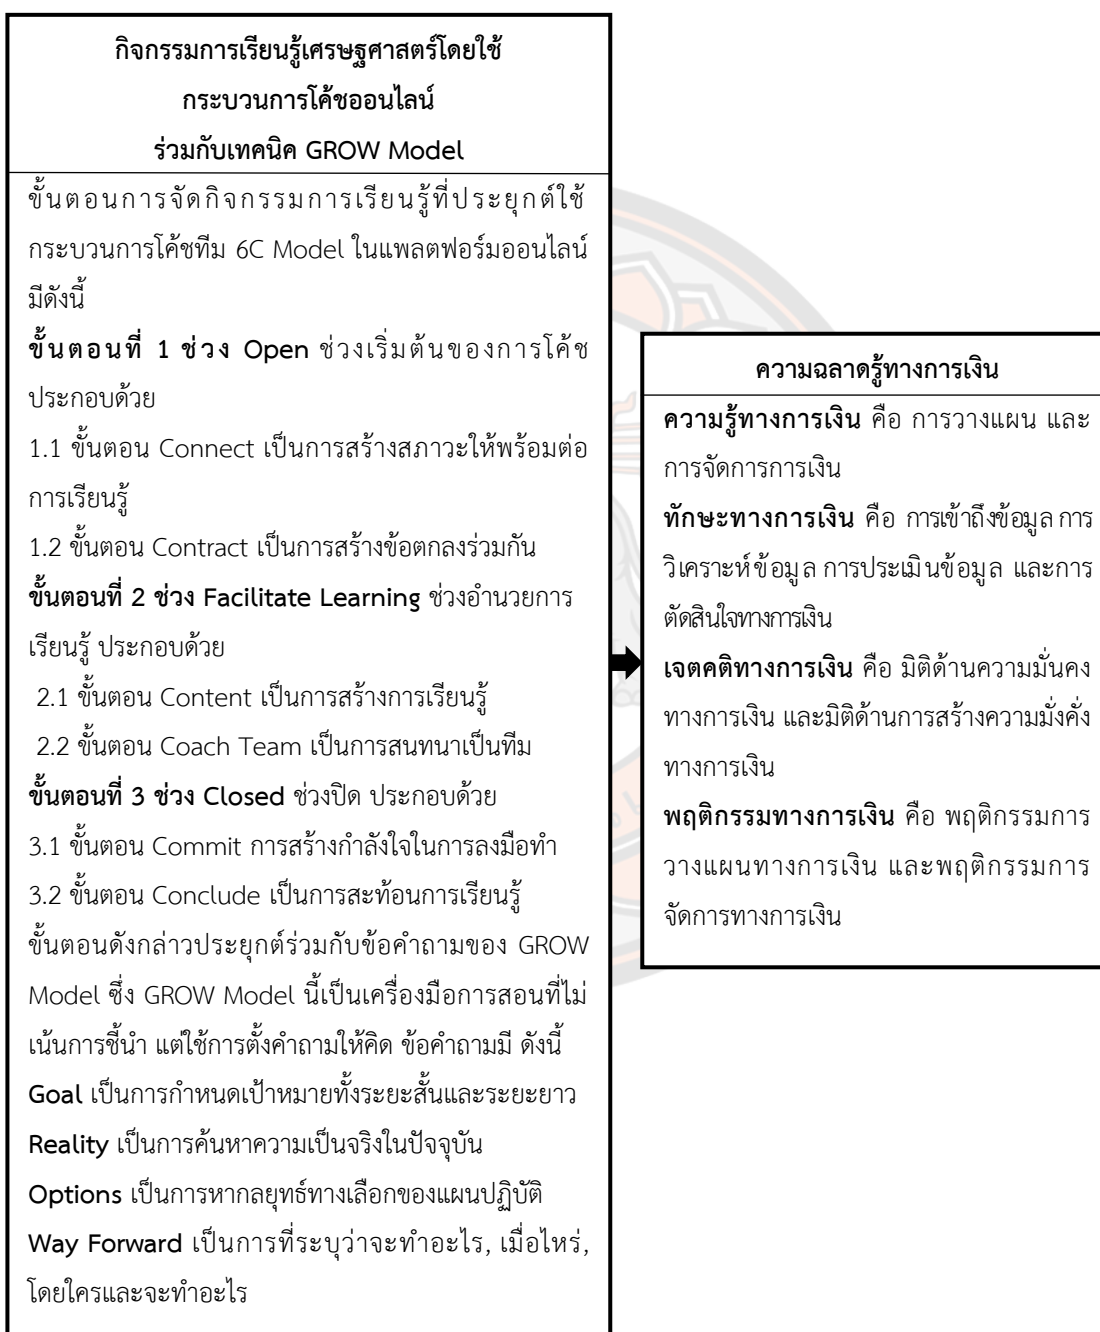 กิจกรรมการเรียนรู้เศรษฐศาสตร์โดยใช้
กระบวนการโค้ชออนไลน์
ร่วมกับเทคนิค GROW Model
ขั้นตอนการจัดกิจกรรมการเรียนรู้ที่ประยุกต์ใช้
กระบวนการโค้ชทีม 6C Model ในแพลตฟอร์มออนไลน์
มีดังนี้
ขั้นตอนที่ 1 ช่วง Open ช่วงเริ่มต้นของการโค้ช
ประกอบด้วย
1.1 ขั้นตอน Connect เป็นการสร้างสภาวะให้พร้อมต่อ
การเรียนรู้
1.2 ขั้นตอน Contract เป็นการสร้างข้อตกลงร่วมกัน
ขั้นตอนที่ 2 ช่วง Facilitate Learning ช่วงอำนวยการ
เรียนรู้ ประกอบด้วย
2.1 ขั้นตอน Content เป็นการสร้างการเรียนรู้
2.2 ขั้นตอน Coach Team เป็นการสนทนาเป็นทีม
ขั้นตอนที่ 3 ช่วง Closed ช่วงปิด ประกอบด้วย
3.1 ขั้นตอน Commit การสร้างกำลังใจในการลงมือทำ
3.2 ขั้นตอน Conclude เป็นการสะท้อนการเรียนรู้
ขั้นตอนดังกล่าวประยุกต์ร่วมกับข้อคำถามของ GROW
Model ซึ่ง GROW Model นี้เป็นเครื่องมือการสอนที่ไม่
เน้นการชี้นำ แต่ใช้การตั้งคำถามให้คิด ข้อคำถามมี ดังนี้
Goal เป็นการกำหนดเป้าหมายทั้งระยะสั้นและระยะยาว
Reality เป็นการค้นหาความเป็นจริงในปัจจุบัน
Options เป็นการหากลยุทธ์ทางเลือกของแผนปฏิบัติ
Way Forward เป็นการที่ระบุว่าจะทำอะไร, เมื่อไหร่,
โดยใครและจะทำอะไร
ความฉลาดรู้ทางการเงิน
ความรู้ทางการเงิน คือ การวางแผน และ
การจัดการการเงิน
ทักษะทางการเงิน คือ การเข้าถึงข้อมูล การ
วิเคราะห์ข้อมูล การประเมินข้อมูล และการ
ตัดสินใจทางการเงิน
เจตคติทางการเงิน คือ มิติด้านความมั่นคง
ทางการเงิน และมิติด้านการสร้างความมั่งคั่ง
ทางการเงิน
พฤติกรรมทางการเงิน คือ พฤติกรรมการ
วางแผนทางการเงิน และพฤติกรรมการ
จัดการทางการเงิน